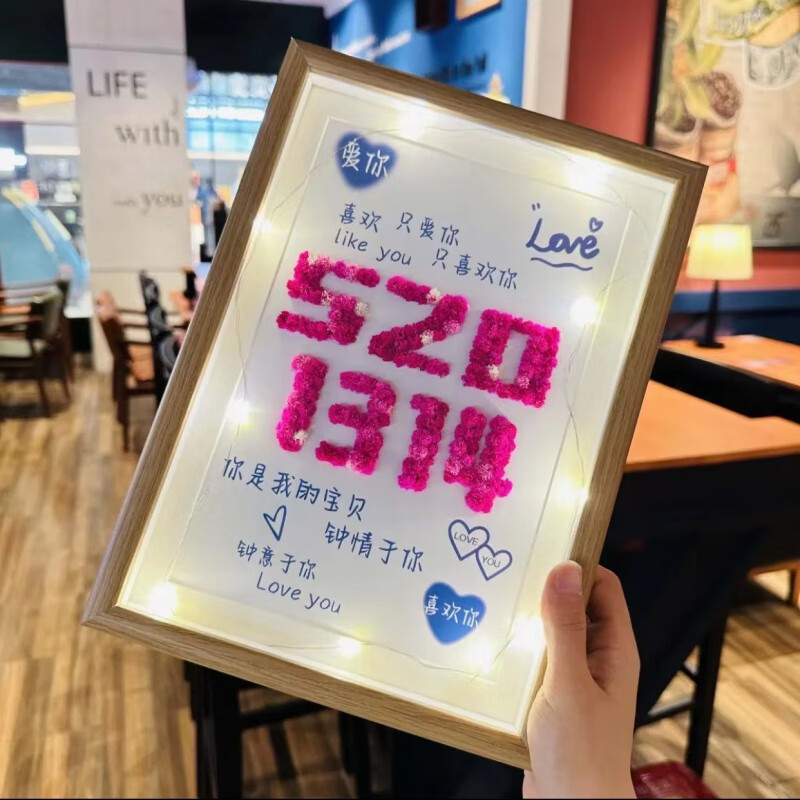 LIFE
with
you
爱你
喜欢 只爱你
like you 只喜欢你
"Love
520
1314
你是我的宝贝
钟情于你
钟意于你
Love you
LOVE
YOU
喜欢你